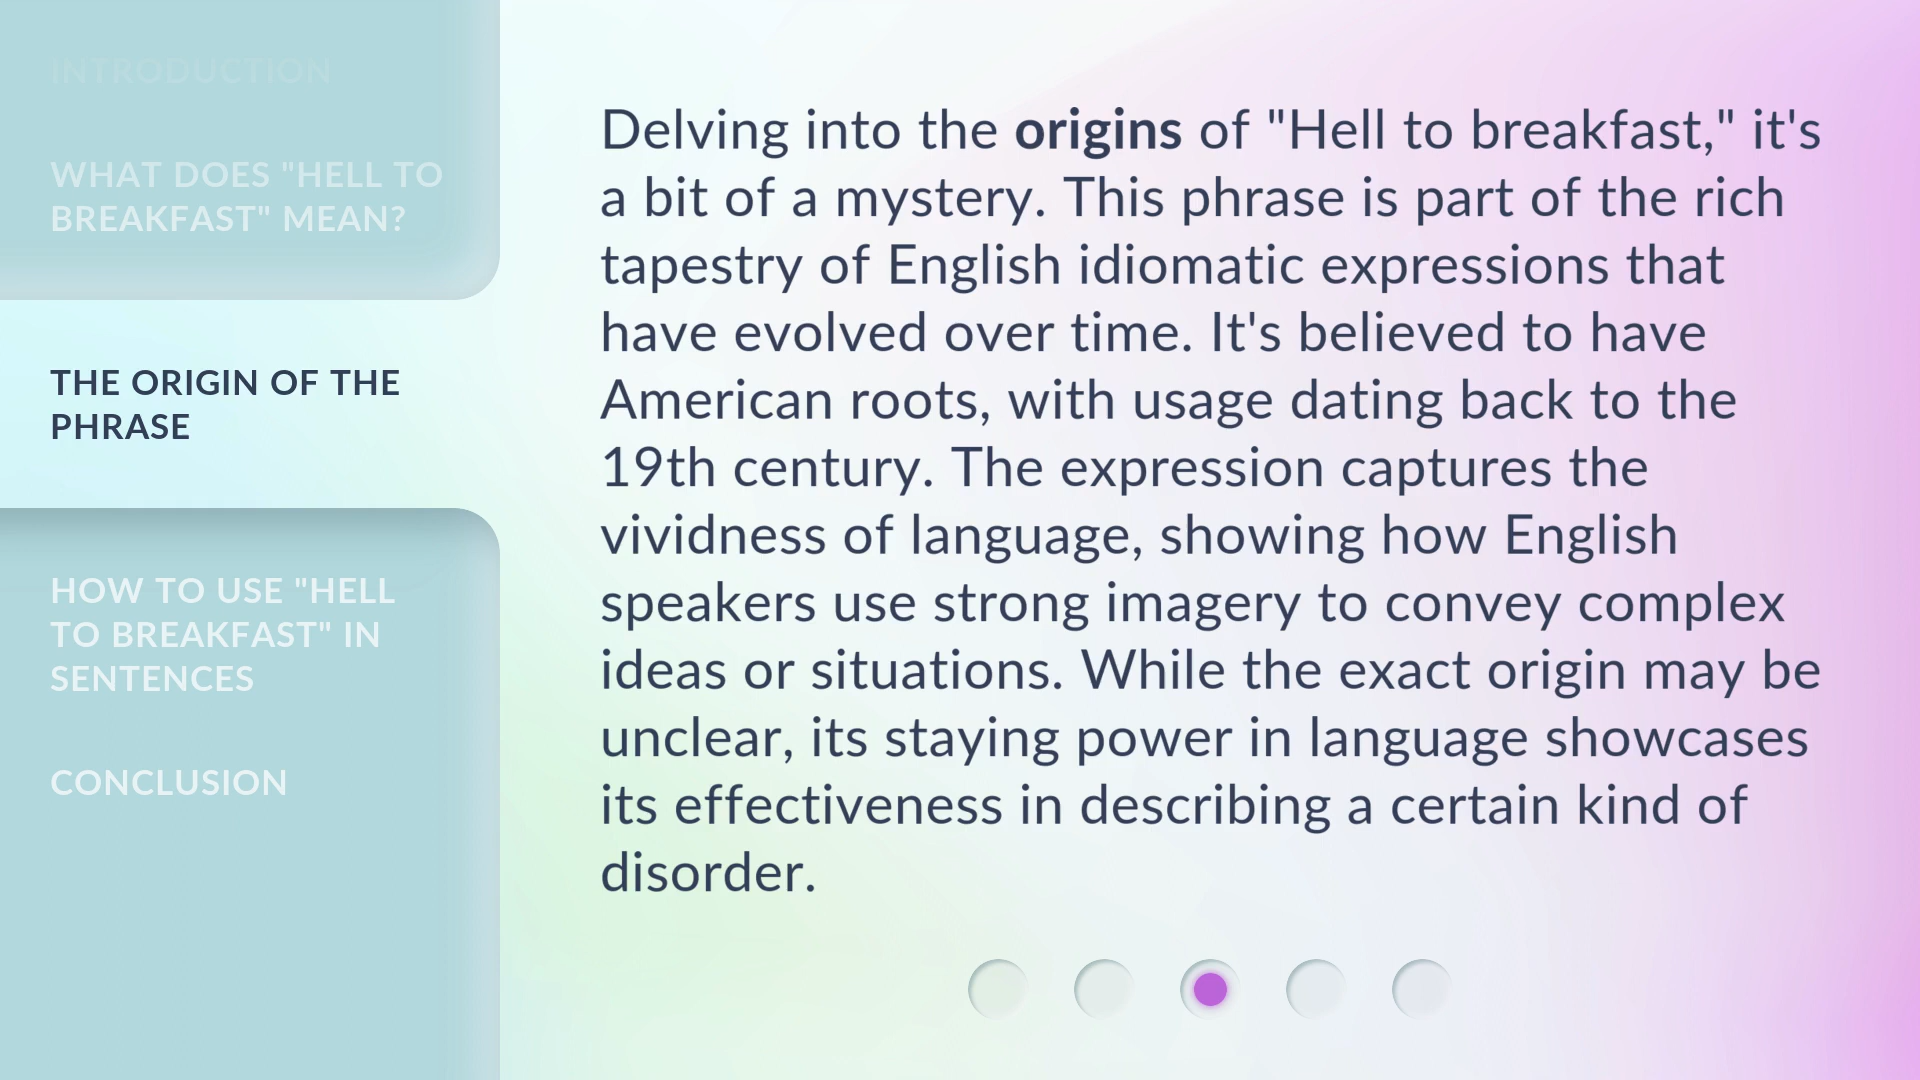 INTRODUCTION
WHAT DOES "HELL TO
BREAKFAST" MEAN?
THE ORIGIN OF THE
PHRASE
HOW TO USE "HELL
TO BREAKFAST" IN
SENTENCES
CONCLUSION
Delving into the origins of "Hell to breakfast," it's
a bit of a mystery. This phrase is part of the rich
tapestry of English idiomatic expressions that
have evolved over time. It's believed to have
American roots, with usage dating back to the
19th century. The expression captures the
vividness of language, showing how English
speakers use strong imagery to convey complex
ideas or situations. While the exact origin may be
unclear, its staying power in language showcases
its effectiveness in describing a certain kind of
disorder.